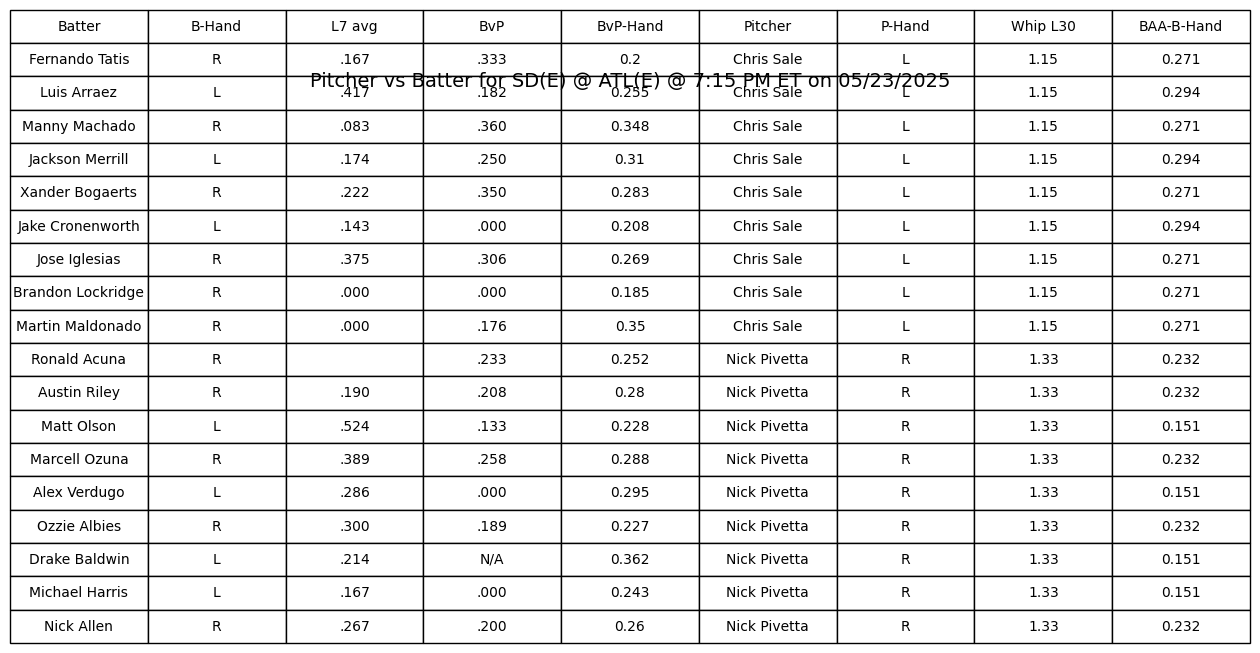 Batter B-Hand L7 avg BvP BvP-Hand Pitcher P-Hand Whip L30 BAA-B-Hand
Fernando Tatis R .167 .333 0.2 Chris Sale L 1.15 0.271
Pitcher vs Batter for SD(E) @ ATL(E) @ 7:15 PM ET on 05/23/2025
Luis Arraez L .417 .182 0.255 Chris Sale L 1.15 0.294
Manny Machado R .083 .360 0.348 Chris Sale L 1.15 0.271
Jackson Merrill L .174 .250 0.31 Chris Sale L 1.15 0.294
Xander Bogaerts R .222 .350 0.283 Chris Sale L 1.15 0.271
Jake Cronenworth L .143 .000 0.208 Chris Sale L 1.15 0.294
Jose Iglesias R .375 .306 0.269 Chris Sale L 1.15 0.271
Brandon Lockridge R .000 .000 0.185 Chris Sale L 1.15 0.271
Martin Maldonado R .000 .176 0.35 Chris Sale L 1.15 0.271
Ronald Acuna R .233 0.252 Nick Pivetta R 1.33 0.232
Austin Riley R .190 .208 0.28 Nick Pivetta R 1.33 0.232
Matt Olson L .524 .133 0.228 Nick Pivetta R 1.33 0.151
Marcell Ozuna R .389 .258 0.288 Nick Pivetta R 1.33 0.232
Alex Verdugo L .286 .000 0.295 Nick Pivetta R 1.33 0.151
Ozzie Albies R .300 .189 0.227 Nick Pivetta R 1.33 0.232
Drake Baldwin L .214 N/A 0.362 Nick Pivetta R 1.33 0.151
Michael Harris L .167 .000 0.243 Nick Pivetta R 1.33 0.151
Nick Allen R .267 .200 0.26 Nick Pivetta R 1.33 0.232